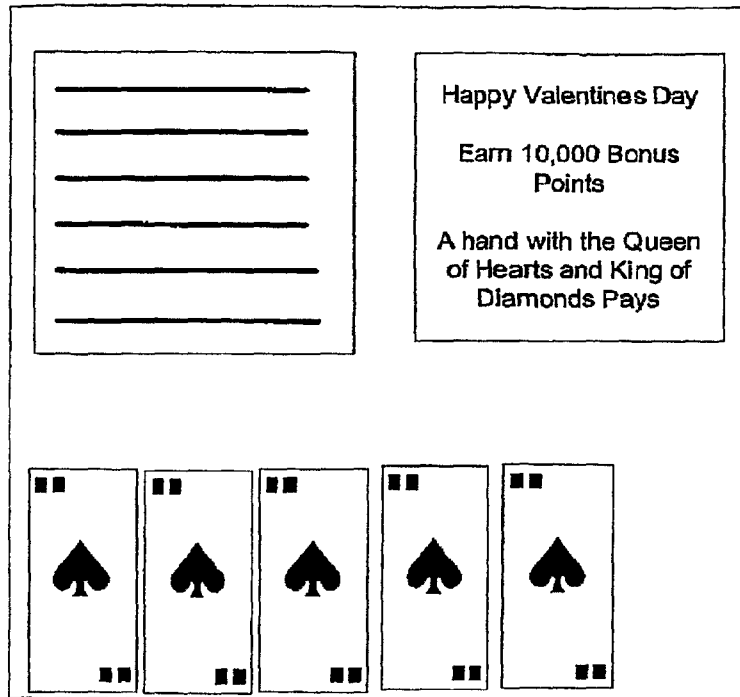 Happy Valentines Day
Earn 10,000 Bonus
Points
A hand with the Queen
of Hearts and King of
Diamonds Pays